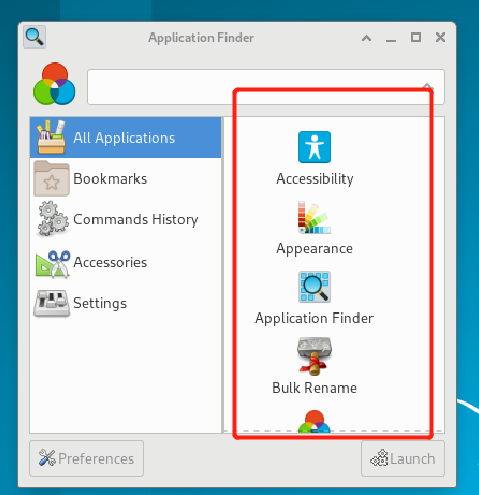 Application Finder
All Applications
Bookmarks
Commands History
Accessories
Settings
Accessibility
Appearance
Application Finder
Bulk Rename
Preferences
Launch